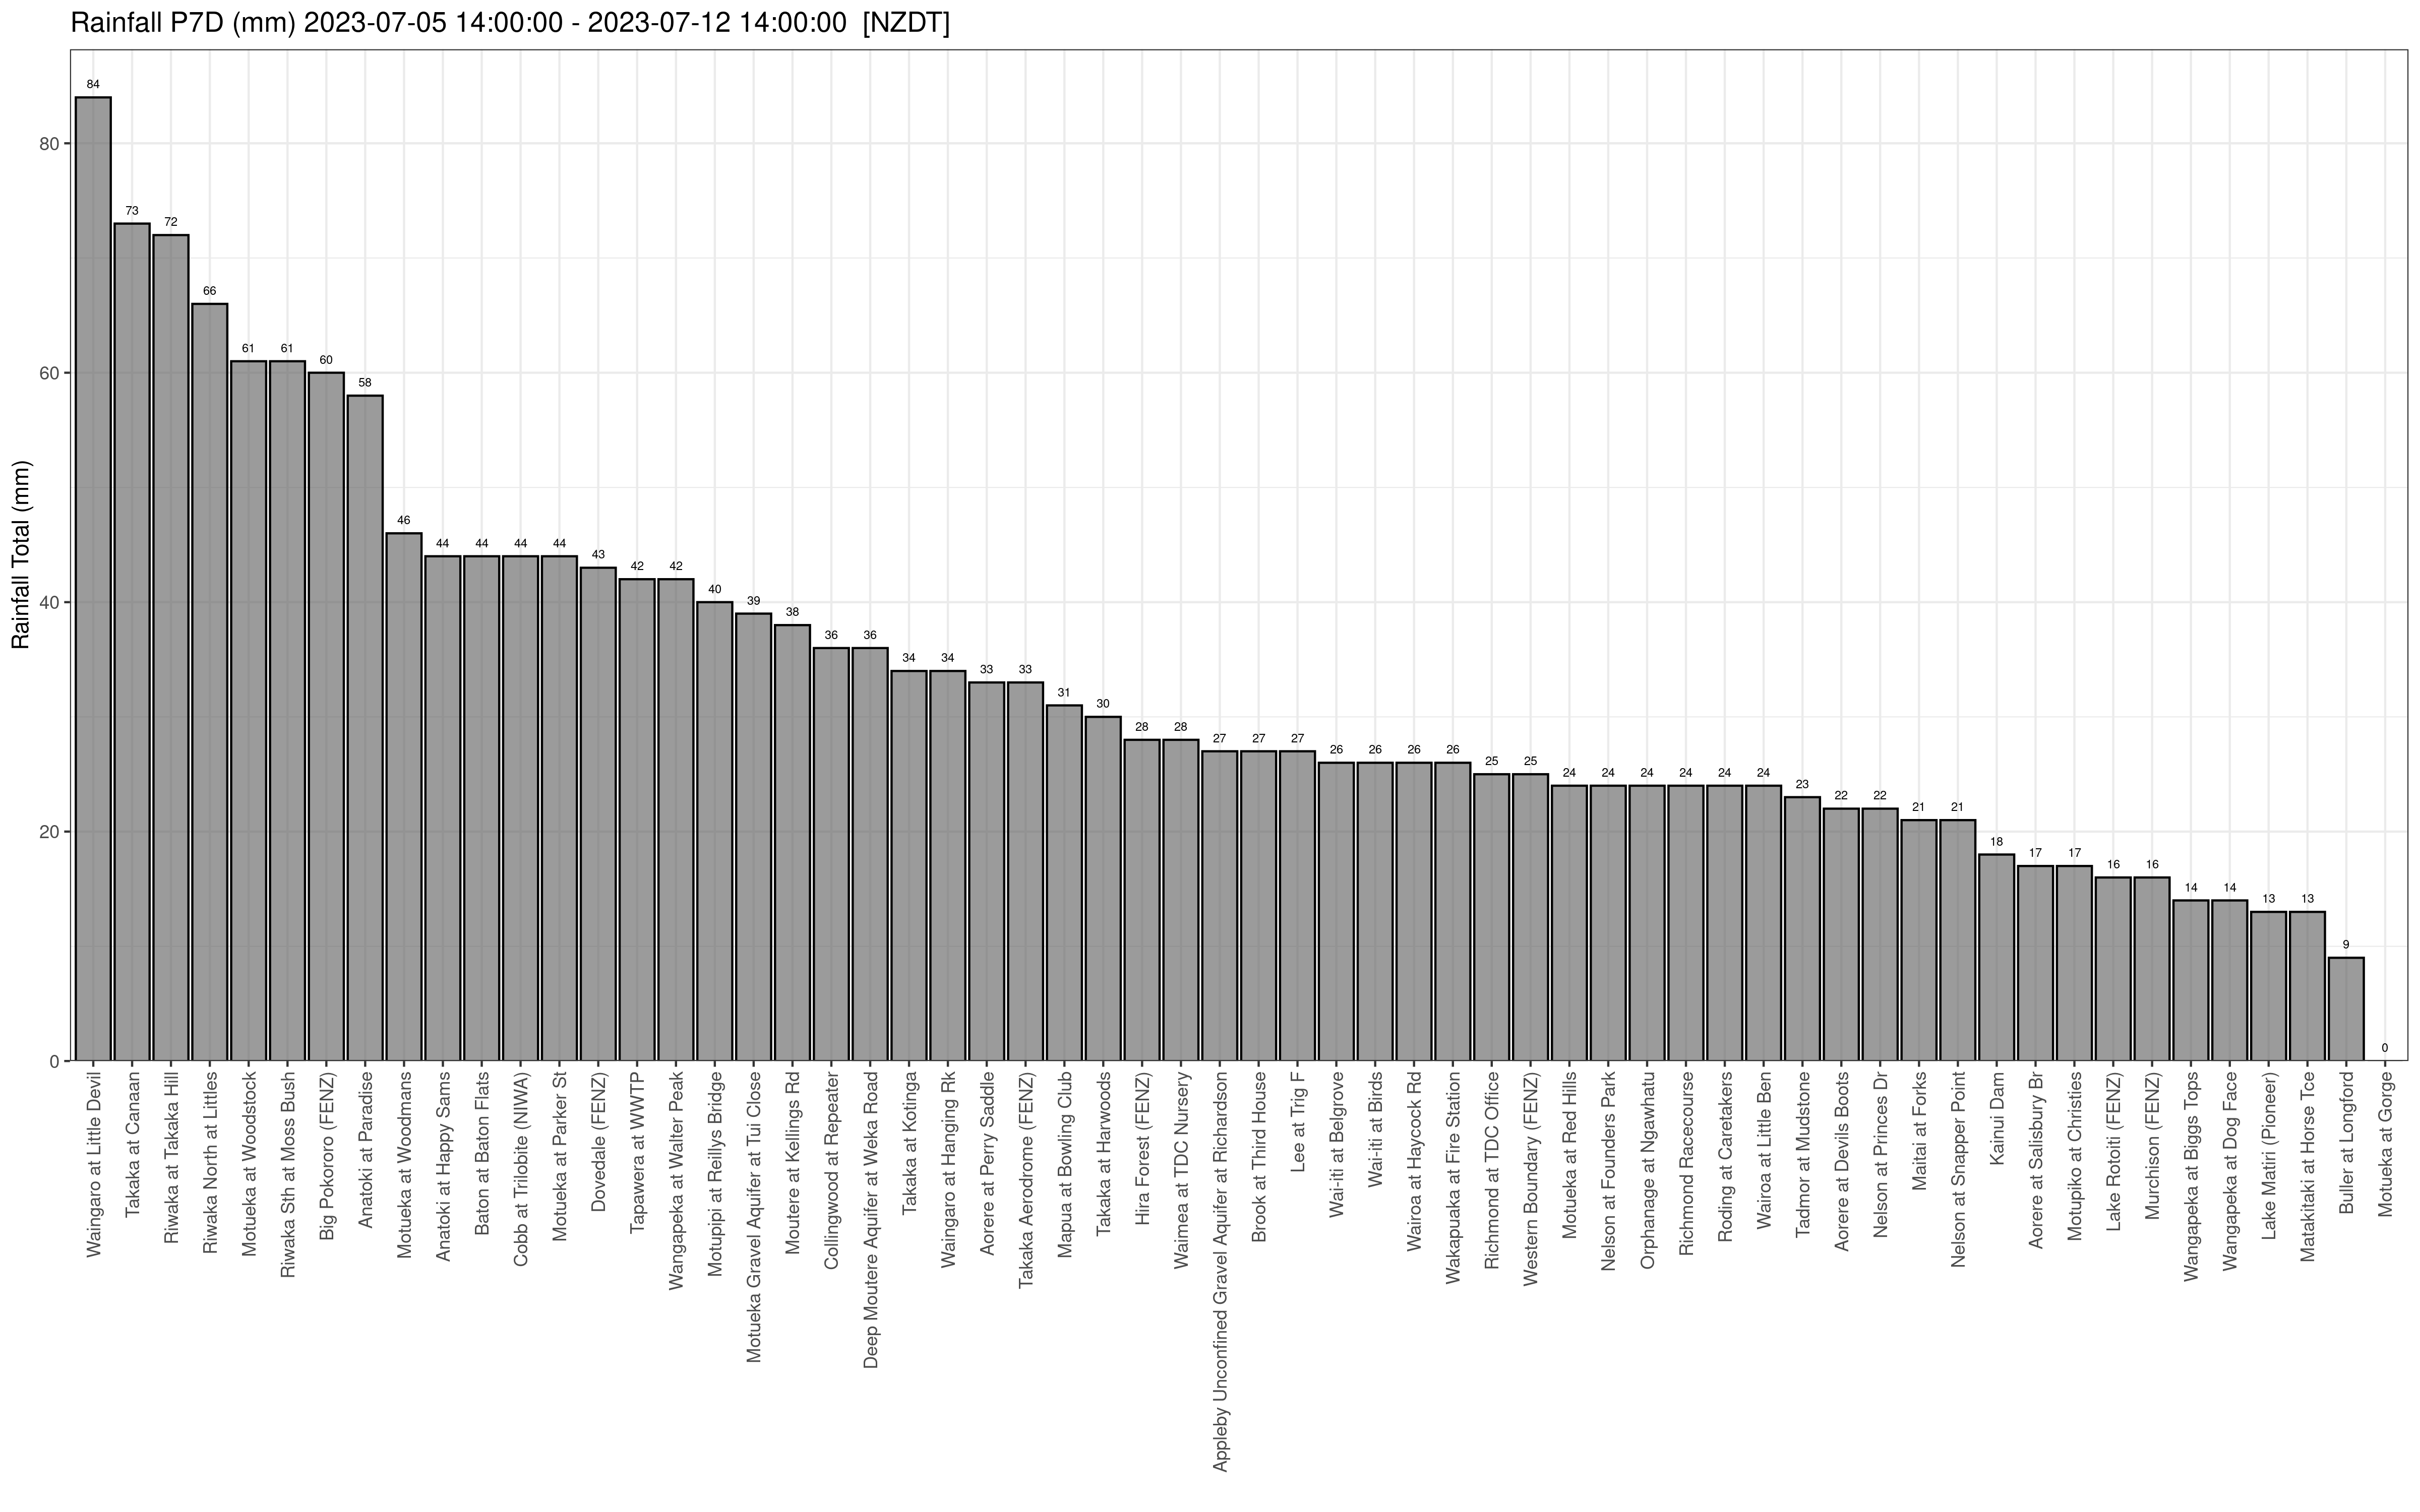 Rainfall P7D (mm) 2023-07-05 14:00:00 - 2023-07-12 14:00:00 [NZDT]
Rainfall Total (mm)
80
60
40
20
0
84
73
72
66
61
61
60
58
46
44
44
44
44
43
42
42
40
39
38
36
36
34
34
33
33
31
30
28
28
27
27
27
26
26
26
26
25
25
24
24
24
24
24
24
23
22
22
21
21
18
17
17
16
16
14
14
13
13
9
0
Waingaro at Little Devil
Takaka at Canaan
Riwaka at Takaka Hill
Riwaka North at Littles
Motueka at Woodstock
Riwaka Sth at Moss Bush
Big Pokororo (FENZ)
Anatoki at Paradise
Motueka at Woodmans
Anatoki at Happy Sams
Baton at Baton Flats
Cobb at Trilobite (NIWA)
Motueka at Parker St
Dovedale (FENZ)
Tapawera at WWTP
Wangapeka at Walter Peak
Motupipi at Reillys Bridge
Motueka Gravel Aquifer at Tui Close
Moutere at Kellings Rd
Collingwood at Repeater
Deep Moutere Aquifer at Weka Road
Takaka at Kotinga
Waingaro at Hanging Rk
Aorere at Perry Saddle
Takaka Aerodrome (FENZ)
Mapua at Bowling Club
Takaka at Harwoods
Hira Forest (FENZ)
Waimea at TDC Nursery
Appleby Unconfined Gravel Aquifer at Richardson
Brook at Third House
Lee at Trig F
Wai-iti at Belgrove
Wai-iti at Birds
Wairoa at Haycock Rd
Wakapuaka at Fire Station
Richmond at TDC Office
Western Boundary (FENZ)
Motueka at Red Hills
Nelson at Founders Park
Orphanage at Ngawhatu
Richmond Racecourse
Roding at Caretakers
Wairoa at Little Ben
Tadmor at Mudstone
Aorere at Devils Boots
Nelson at Princes Dr
Maitai at Forks
Nelson at Snapper Point
Kainui Dam
Aorere at Salisbury Br
Motupiko at Christies
Lake Rotoiti (FENZ)
Murchison (FENZ)
Wangapeka at Biggs Tops
Wangapeka at Dog Face
Lake Matiri (Pioneer)
Matakitaki at Horse Tce
Buller at Longford
Motueka at Gorge